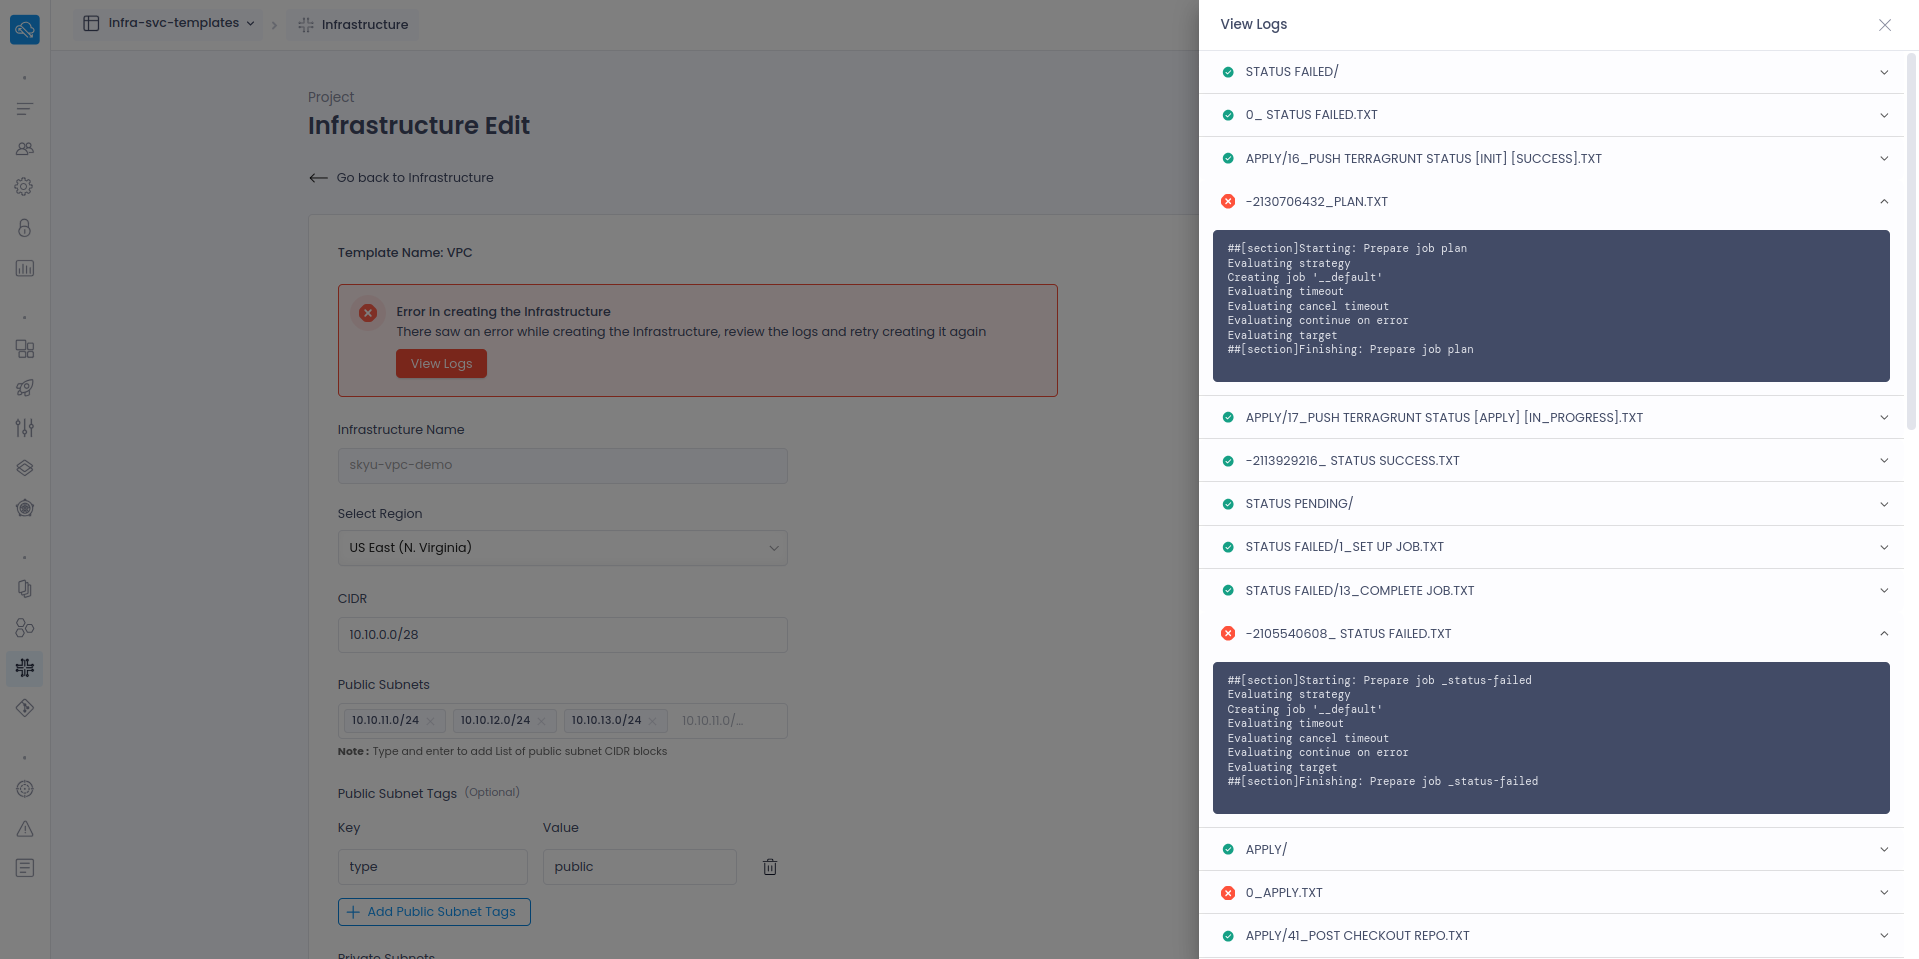 infra-svc-templates
Infrastructure
Project
Infrastructure Edit
Go back to Infrastructure
Template Name: VPC
Error in creating the Infrastructure
There saw an error while creating the Infrastructure, review the logs and retry creating it again
View Logs
Infrastructure Name
skyu-vpc-demo
Select Region
US East (N. Virginia)
CIDR
10.10.0.0/28
Public Subnets
10.10.11.0/24 10.10.12.0/24 10.10.13.0/24 10.10.11.0/...
Note : Type and enter to add List of public subnet CIDR blocks
Public Subnet Tags (Optional)
Key Value
type public
Add Public Subnet Tags
Private Subnets
View Logs
STATUS FAILED/
0_ STATUS FAILED.TXT
APPLY/16_PUSH TERRAGRUNT STATUS [INIT] [SUCCESS].TXT
-2130706432_PLAN.TXT
##[section]Starting: Prepare job plan
Evaluating strategy
Creating job '__default'
Evaluating timeout
Evaluating cancel timeout
Evaluating continue on error
Evaluating target
##[section]Finishing: Prepare job plan
APPLY/17_PUSH TERRAGRUNT STATUS [APPLY] [IN_PROGRESS].TXT
-2113929216_ STATUS SUCCESS.TXT
STATUS PENDING/
STATUS FAILED/1_SET UP JOB.TXT
STATUS FAILED/13_COMPLETE JOB.TXT
-2105540608_ STATUS FAILED.TXT
##[section]Starting: Prepare job _status-failed
Evaluating strategy
Creating job '__default'
Evaluating timeout
Evaluating cancel timeout
Evaluating continue on error
Evaluating target
##[section]Finishing: Prepare job _status-failed
APPLY/
0_APPLY.TXT
APPLY/41_POST CHECKOUT REPO.TXT